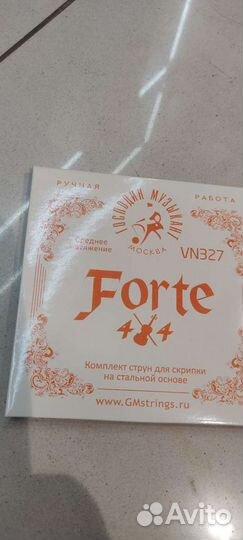 РУЧНАЯ
РАБОТА
ГОСПОДИН МУЗЫКАНТ
МОСКВА
Среднее
натяжение
VN327
Forte
4 4
Комплект струн для скрипки
на стальной основе
www.GMstrings.ru
Avito